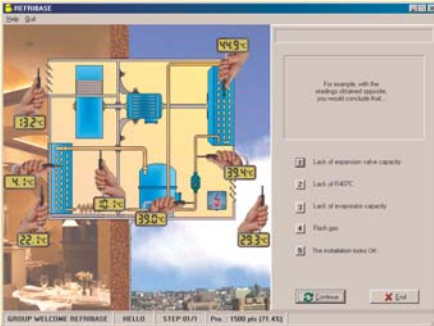 REFRIBASE
Help Quit
44.9°C
13.2°C
4.1°C
10.1°C
39.4°C
39.0°C
22.1°C
29.3°C
For example, with the
readings obtained opposite,
you would conclude that...
1 Lack of expansion valve capacity
2 Lack of R407C
3 Lack of evaporator capacity
4 Flash gas
5 The installation looks OK
Continue
End
GROUP WELCOME REFRIBASE HELLO STEP 01/1 Pos. : 1500 pts (71.4%)